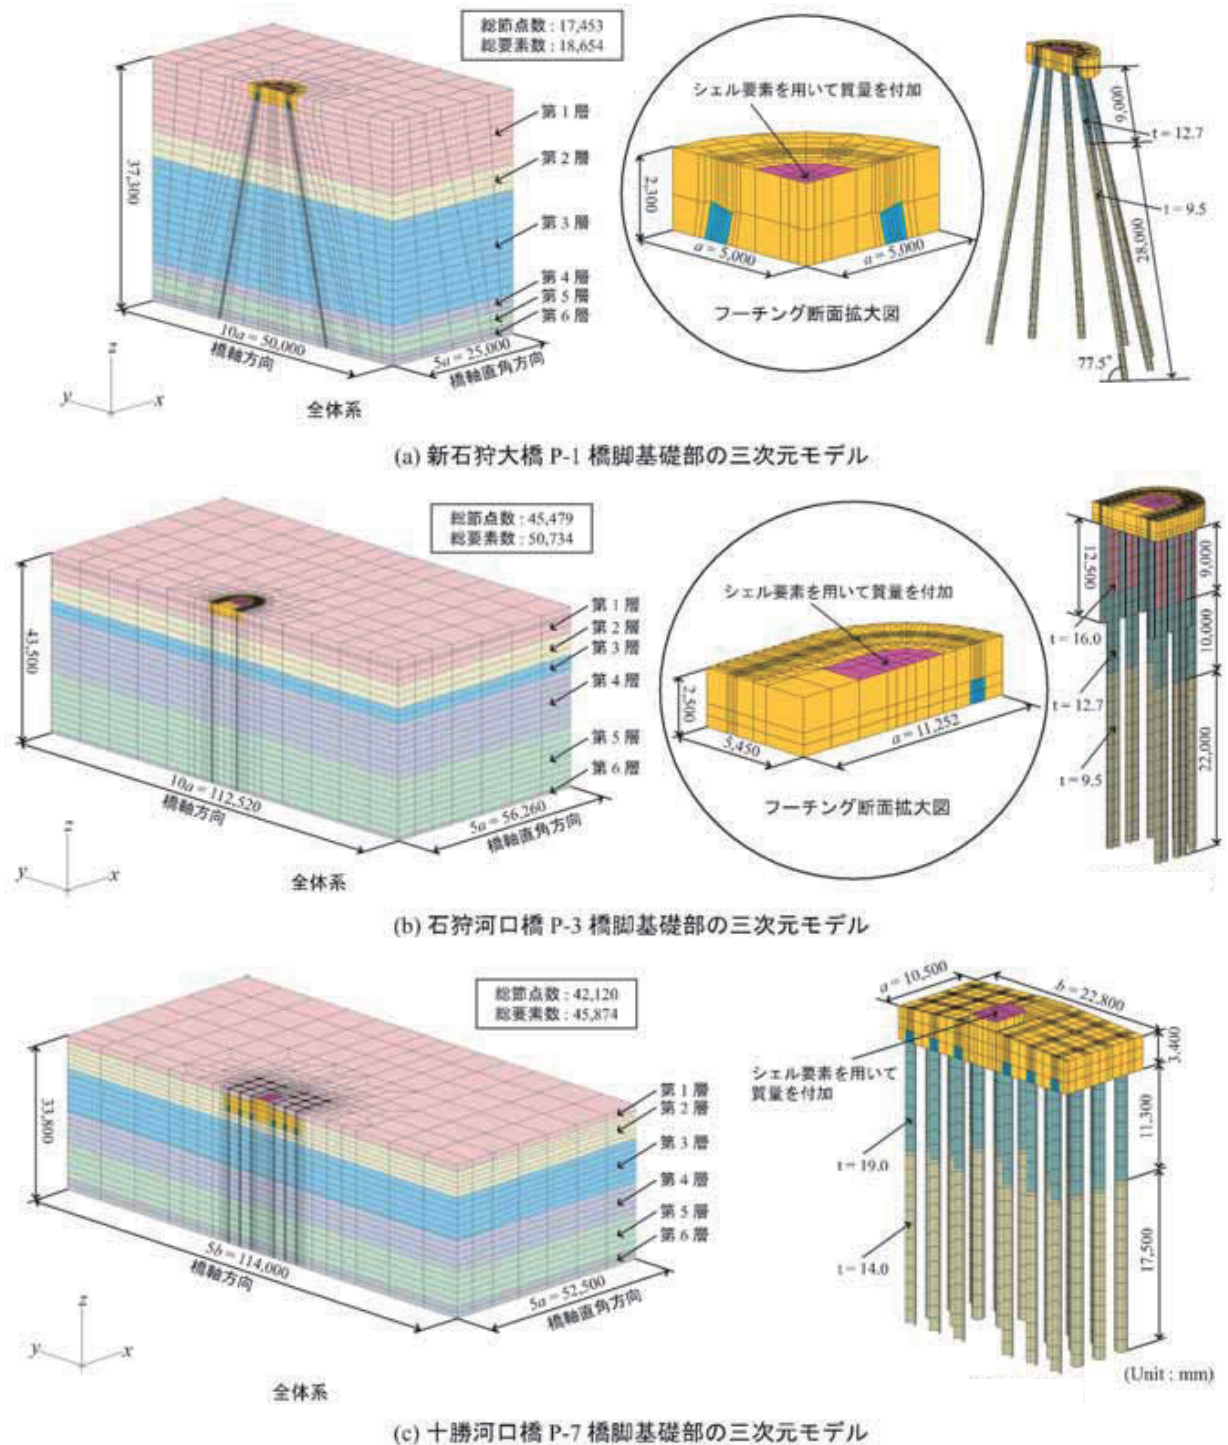 総節点数 : 17,453
総要素数 : 18,654
第1層
第2層
第3層
第4層
第5層
第6層
37,300
10a = 50,000
橋軸方向
5a = 25,000
橋軸直角方向
z
y
x
全体系
シェル要素を用いて質量を付加
2,300
a = 5,000
a = 5,000
フーチング断面拡大図
9,000
t = 12.7
t = 9.5
28,000
77.5°
(a) 新石狩大橋 P-1 橋脚基礎部の三次元モデル
総節点数 : 45,479
総要素数 : 50,734
第1層
第2層
第3層
第4層
第5層
第6層
43,500
10a = 112,520
橋軸方向
5a = 56,260
橋軸直角方向
z
y
x
全体系
シェル要素を用いて質量を付加
2,500
5,450
a = 11,252
フーチング断面拡大図
12,500
9,000
t = 16.0
10,000
t = 12.7
t = 9.5
22,000
(b) 石狩河口橋 P-3 橋脚基礎部の三次元モデル
総節点数 : 42,120
総要素数 : 45,874
第1層
第2層
第3層
第4層
第5層
第6層
33,800
5b = 114,000
橋軸方向
5a = 52,500
橋軸直角方向
z
y
x
全体系
a = 10,500
b = 22,800
3,400
シェル要素を用いて
質量を付加
11,300
t = 19.0
t = 14.0
17,500
(Unit : mm)
(c) 十勝河口橋 P-7 橋脚基礎部の三次元モデル